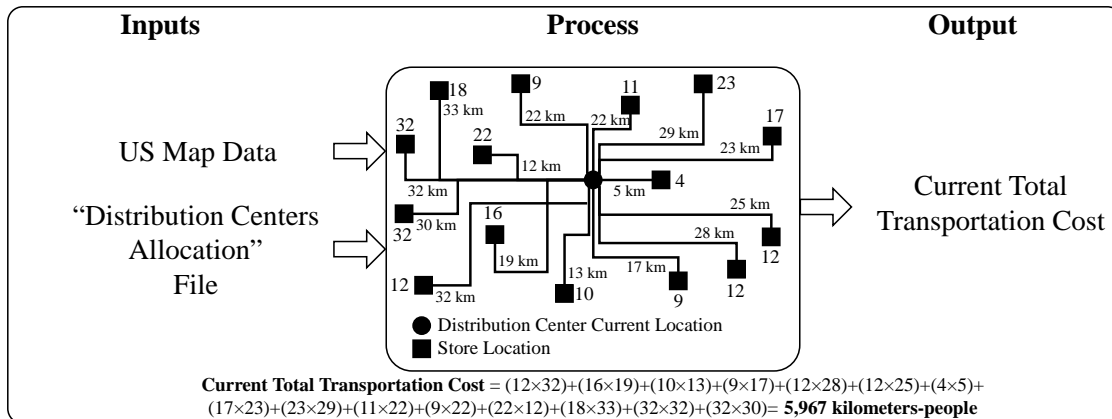 Inputs
Process
Output
US Map Data
“Distribution Centers
Allocation”
File
18
33 km
9
22 km
11
22 km
23
29 km
17
23 km
32
32 km
22
12 km
4
5 km
32
30 km
16
19 km
12
25 km
12
28 km
12
32 km
10
13 km
9
17 km
Distribution Center Current Location
Store Location
Current Total
Transportation Cost
Current Total Transportation Cost = (12×32)+(16×19)+(10×13)+(9×17)+(12×28)+(12×25)+(4×5)+
(17×23)+(23×29)+(11×22)+(9×22)+(22×12)+(18×33)+(32×32)+(32×30)= 5,967 kilometers-people